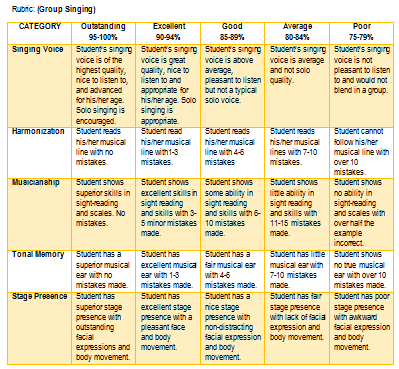 Rubric: (Group Singing)
CATEGORY Outstanding 95-100% Excellent 90-94% Good 85-89% Average 80-84% Poor 75-79%
Singing Voice
Student's singing
voice is of the
highest quality,
nice to listen to,
and advanced
for his/her age.
Solo singing is
encouraged.
Student's singing
voice is great
quality, nice to
listen to and
appropriate for
his/her age. Solo
singing is
appropriate.
Student's singing
voice is above
average,
pleasant to listen
but not a typical
solo voice.
Student's singing
voice is average
and not solo
quality.
Student's singing
voice is not
pleasant to listen
to and would not
blend in a group.
Harmonization
Student reads
his/her musical
line with no
mistakes.
Student read
his/her musical
line with1-3
mistakes.
Student reads
his/her musical
line with 4-6
mistakes
Student reads
his/her musical
lines with 7-10
mistakes.
Student cannot
follow his/her
musical line with
over 10
mistakes.
Musicianship
Student shows
superior skills in
sight-reading
and scales. No
mistakes.
Student shows
excellent skills in
sight reading
and skills with 3-
5 minor mistakes
made.
Student shows
some ability in
sight reading
and skills with 6-
10 mistakes
made.
Student shows
little ability in
sight reading
and skills with
11-15 mistakes
made.
Student shows
no ability in
sight-reading
and scales with
over half the
example
incorrect.
Tonal Memory
Student has a
superior musical
ear with no
mistakes made.
Student has
excellent musical
ear with 1-3
mistakes made.
Student has a
fair musical ear
with 4-6
mistakes made.
Student has little
musical ear with
7-10 mistakes
made.
Student shows
no true musical
ear with over 10
mistakes made.
Stage Presence
Student has
superior stage
presence with
outstanding
facial
expressions and
body movement.
Student has
excellent stage
presence with a
pleasant face
and body
movement.
Student has a
nice stage
presence with
non-distracting
facial expression
and body
movement.
Student has fair
stage presence
with lack of facial
expression and
body movement.
Student has poor
stage presence
with awkward
facial expression
and body
movement.